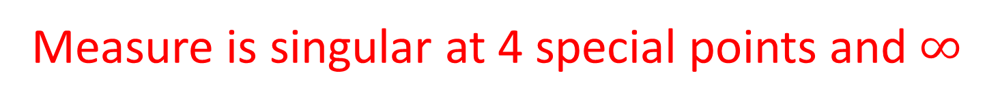 Measure is singular at 4 special points and ∞